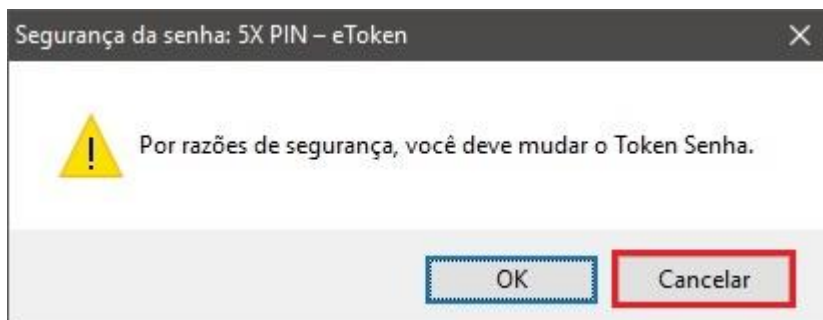 Segurança da senha: 5X PIN – eToken
Por razões de segurança, você deve mudar o Token Senha.
OK
Cancelar